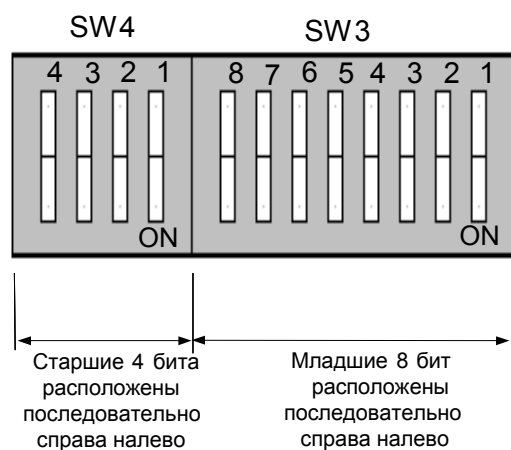 SW4 SW3
4 3 2 1 8 7 6 5 4 3 2 1
ON ON
Старшие 4 бита
расположены
последовательно
справа налево
Младшие 8 бит
расположены
последовательно
справа налево